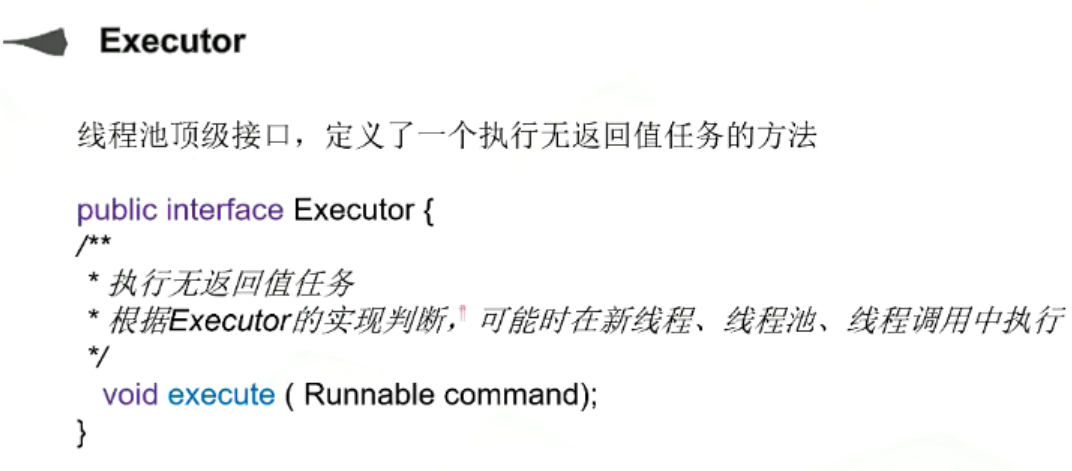 Executor
线程池顶级接口，定义了一个执行无返回值任务的方法
public interface Executor {
/**
* 执行无返回值任务
* 根据Executor的实现判断，可能时在新线程、线程池、线程调用中执行
*/
void execute ( Runnable command);
}